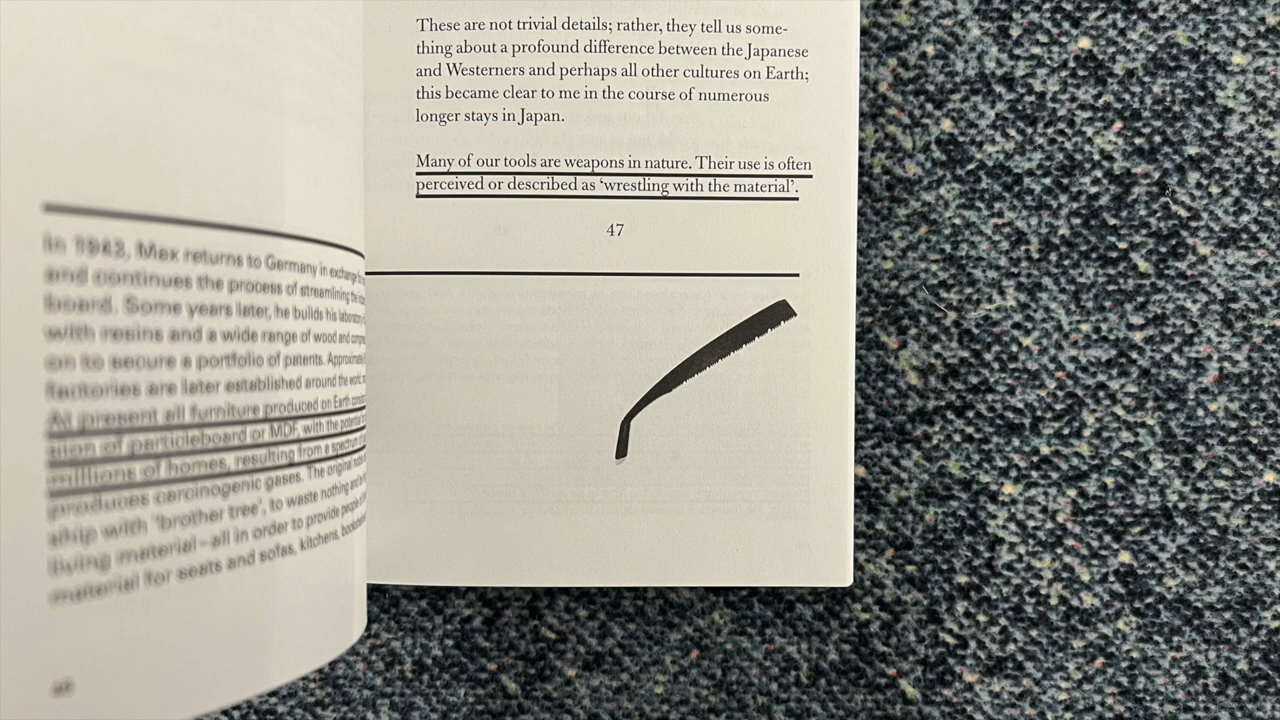 In 1943, Max returns to Germany in exchange
and continues the process of streamlining the
board. Some years later, he builds his laboratory
with resins and a wide range of wood and
on to secure a portfolio of patents.
factories are later established around the world,
At present all furniture produced on Earth
ation of particleboard or MDF, with the potential
millions of homes, resulting from a spectrum
produces carcinogenic gases. The original
ship with 'brother tree', to waste nothing and
living material—all in order to provide people
material for seats and sofas, kitchens,
These are not trivial details; rather, they tell us some-
thing about a profound difference between the Japanese
and Westerners and perhaps all other cultures on Earth;
this became clear to me in the course of numerous
longer stays in Japan.
Many of our tools are weapons in nature. Their use is often
perceived or described as 'wrestling with the material'.
47